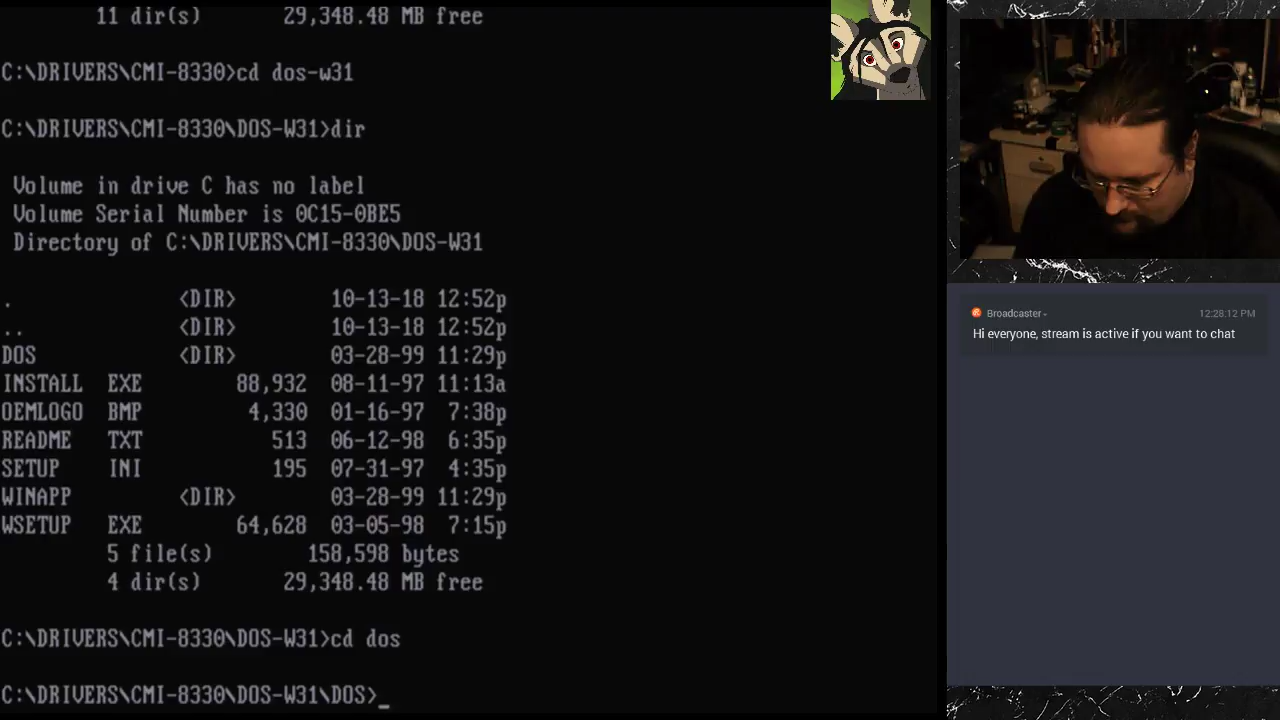 11 dir(s)       29,348.48 MB free
C:\DRIVERS\CMI-8330>cd dos-w31
C:\DRIVERS\CMI-8330\DOS-W31>dir
Volume in drive C has no label
Volume Serial Number is 0C15-0BE5
Directory of C:\DRIVERS\CMI-8330\DOS-W31
.              <DIR>        10-13-18 12:52p
..             <DIR>        10-13-18 12:52p
DOS            <DIR>        03-28-99 11:29p
INSTALL  EXE        88,932  08-11-97 11:13a
OEMLOGO  BMP         4,330  01-16-97  7:38p
README   TXT           513  06-12-98  6:35p
SETUP    INI           195  07-31-97  4:35p
WINAPP         <DIR>        03-28-99 11:29p
WSETUP   EXE        64,628  03-05-98  7:15p
5 file(s)        158,598 bytes
4 dir(s)       29,348.48 MB free
C:\DRIVERS\CMI-8330\DOS-W31>cd dos
C:\DRIVERS\CMI-8330\DOS-W31\DOS>_
Broadcaster 12:28:12 PM
Hi everyone, stream is active if you want to chat